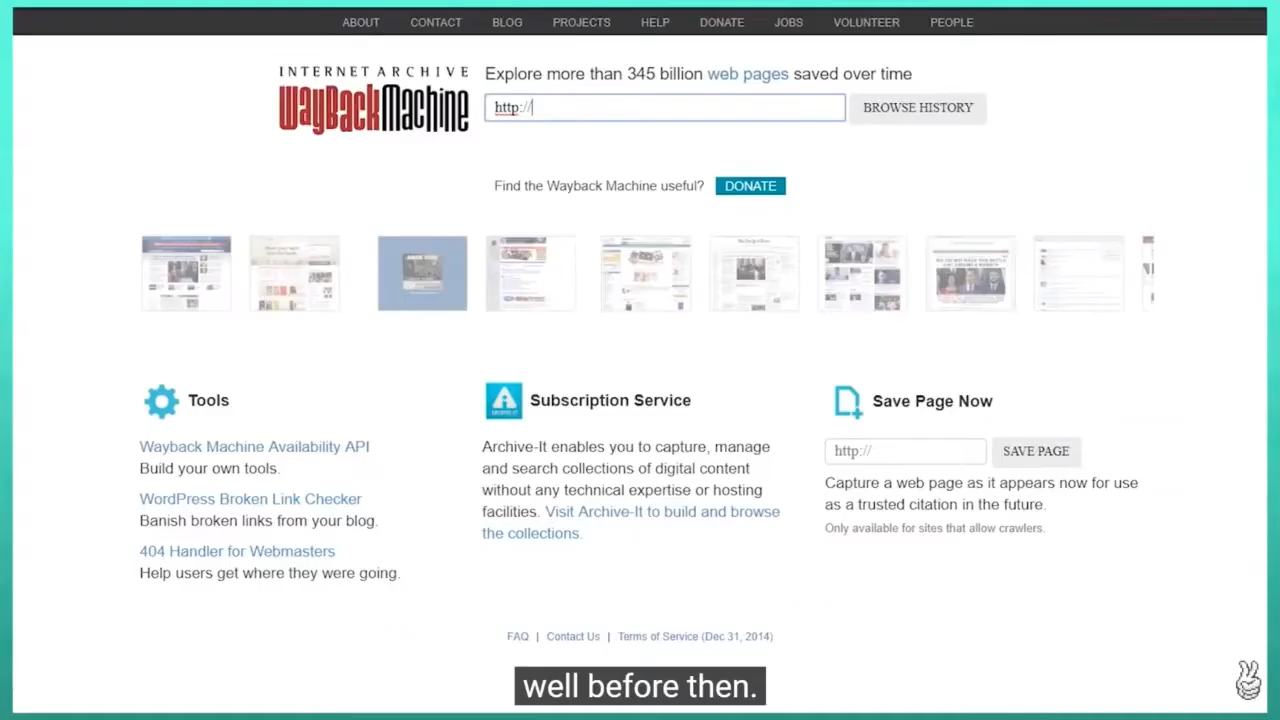 ABOUT CONTACT BLOG PROJECTS HELP DONATE JOBS VOLUNTEER PEOPLE
INTERNET ARCHIVE
WayBackMachine
Explore more than 345 billion web pages saved over time
http://
BROWSE HISTORY
Find the Wayback Machine useful?
DONATE
Tools
Wayback Machine Availability API
Build your own tools.
WordPress Broken Link Checker
Banish broken links from your blog.
404 Handler for Webmasters
Help users get where they were going.
Subscription Service
Archive-It enables you to capture, manage
and search collections of digital content
without any technical expertise or hosting
facilities. Visit Archive-It to build and browse
the collections.
Save Page Now
http://
SAVE PAGE
Capture a web page as it appears now for use
as a trusted citation in the future.
Only available for sites that allow crawlers.
FAQ | Contact Us | Terms of Service (Dec 31, 2014)
well before then.